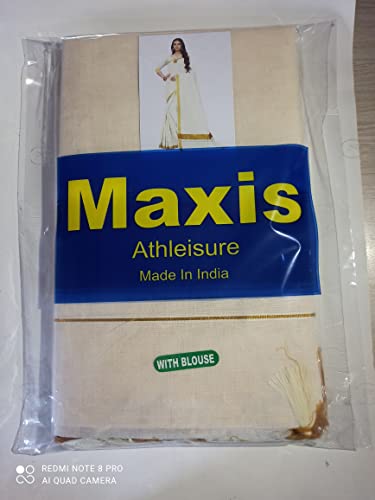 Maxis
Athleisure
Made In India
WITH BLOUSE
REDMI NOTE 8 PRO
AI QUAD CAMERA